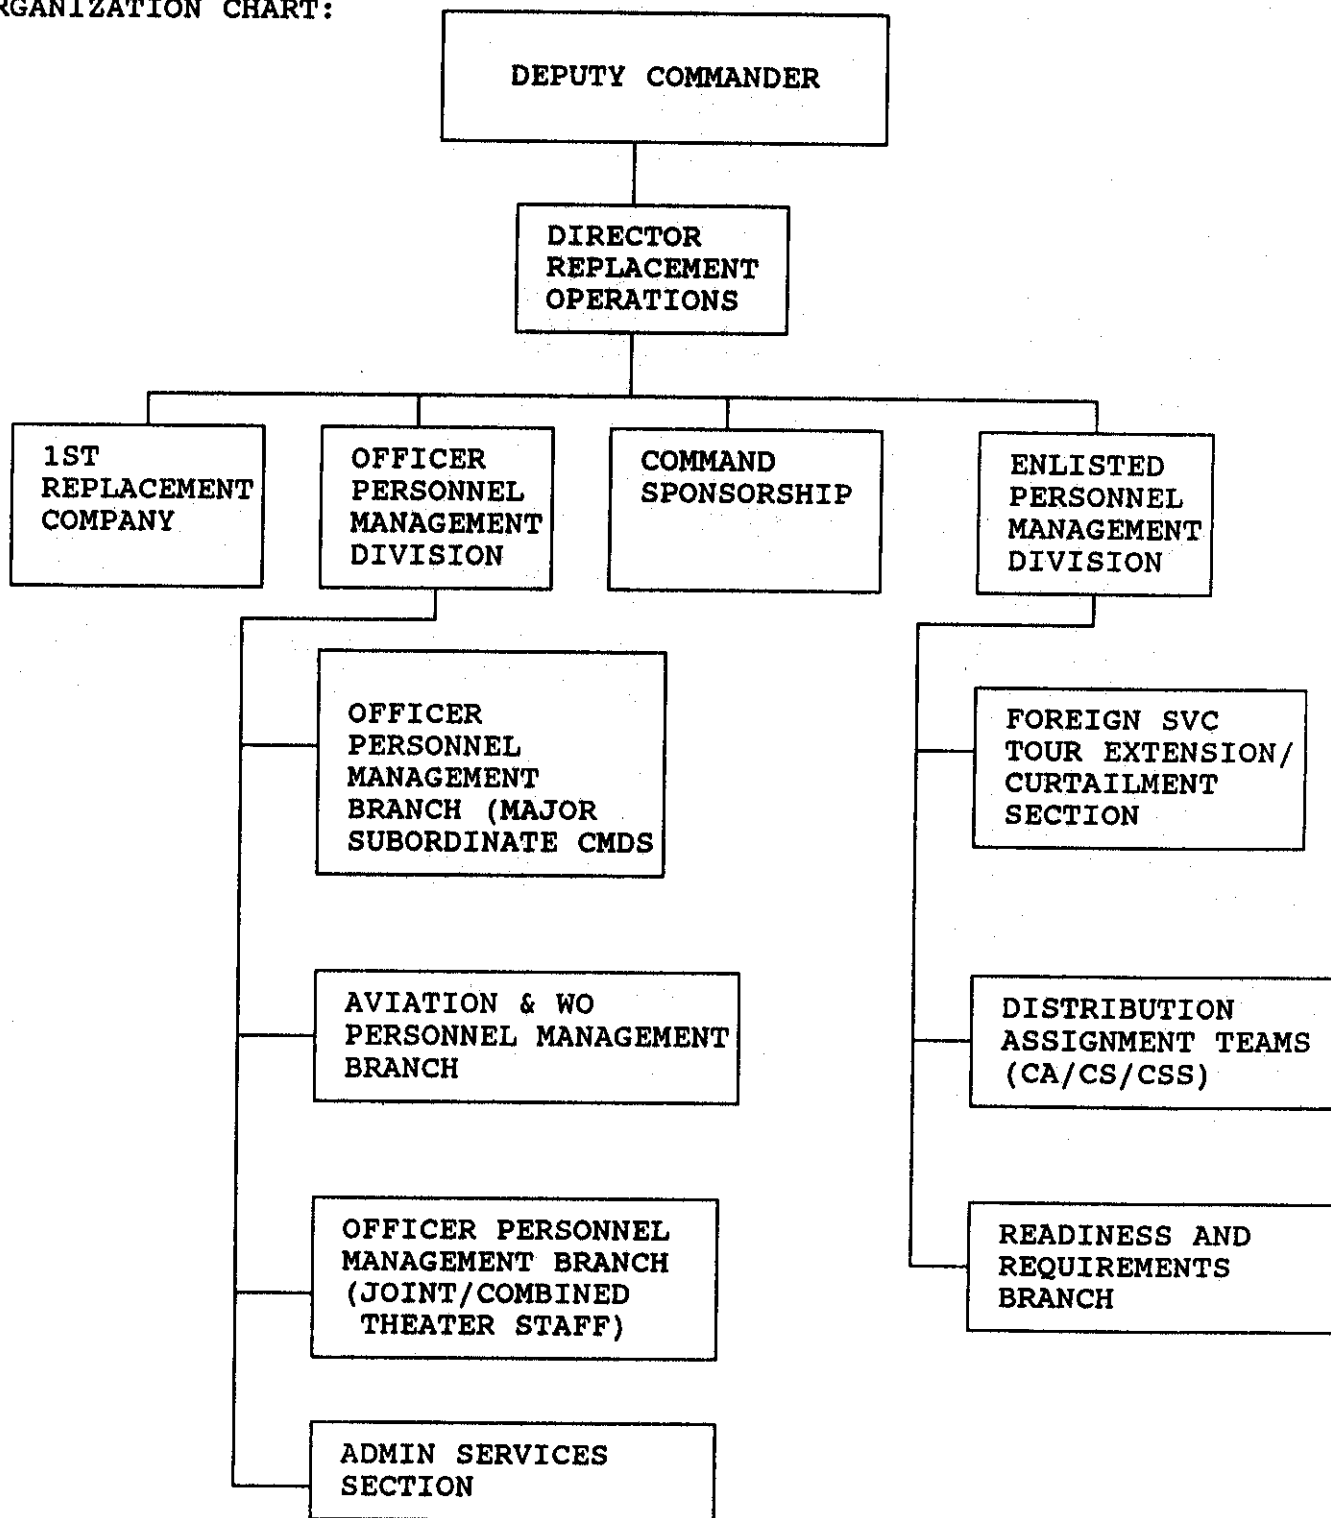 RGANIZATION CHART:
DEPUTY COMMANDER
DIRECTOR
REPLACEMENT
OPERATIONS
1ST
REPLACEMENT
COMPANY
OFFICER
PERSONNEL
MANAGEMENT
DIVISION
COMMAND
SPONSORSHIP
ENLISTED
PERSONNEL
MANAGEMENT
DIVISION
OFFICER
PERSONNEL
MANAGEMENT
BRANCH (MAJOR
SUBORDINATE CMDS
AVIATION & WO
PERSONNEL MANAGEMENT
BRANCH
OFFICER PERSONNEL
MANAGEMENT BRANCH
(JOINT/COMBINED
THEATER STAFF)
ADMIN SERVICES
SECTION
FOREIGN SVC
TOUR EXTENSION/
CURTAILMENT
SECTION
DISTRIBUTION
ASSIGNMENT TEAMS
(CA/CS/CSS)
READINESS AND
REQUIREMENTS
BRANCH